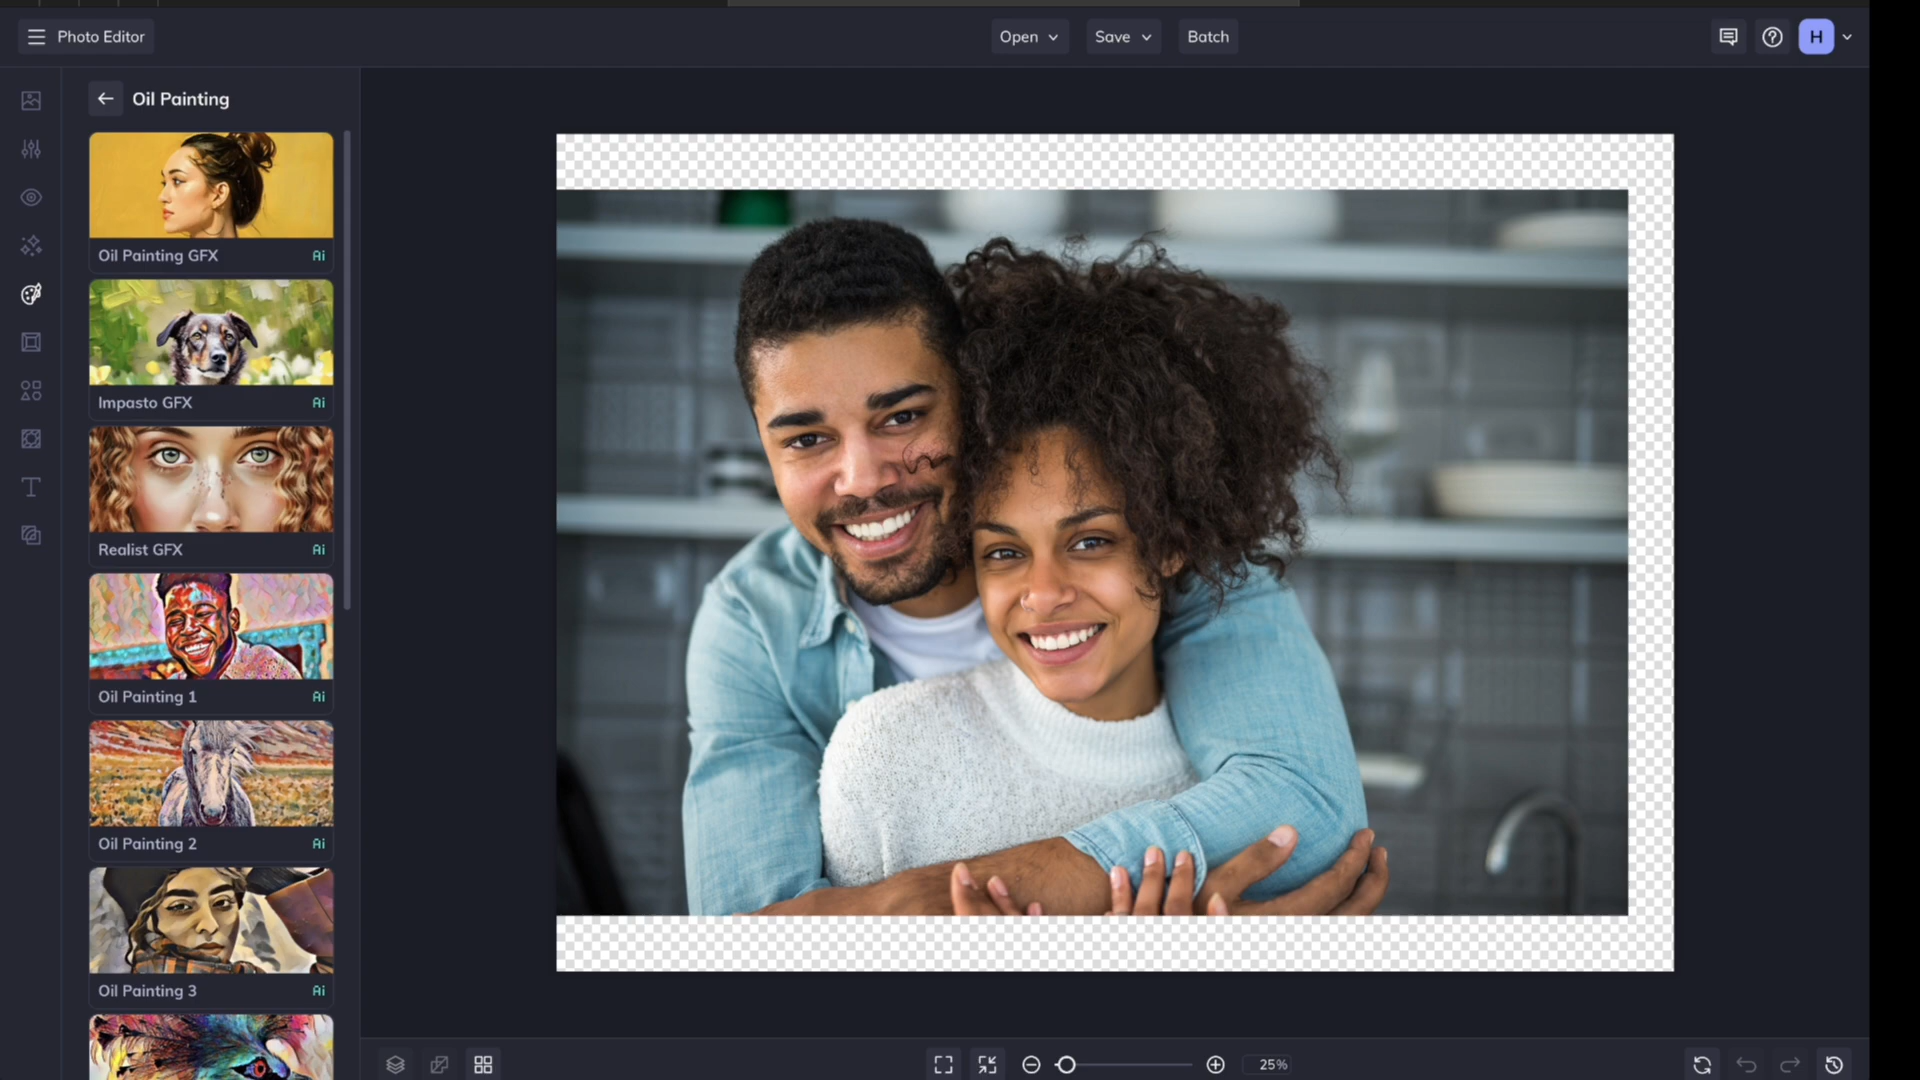 Photo Editor
Open
Save
Batch
H
Oil Painting
Oil Painting GFX
Ai
Impasto GFX
Ai
Realist GFX
Ai
Oil Painting 1
Ai
Oil Painting 2
Ai
Oil Painting 3
Ai
25%